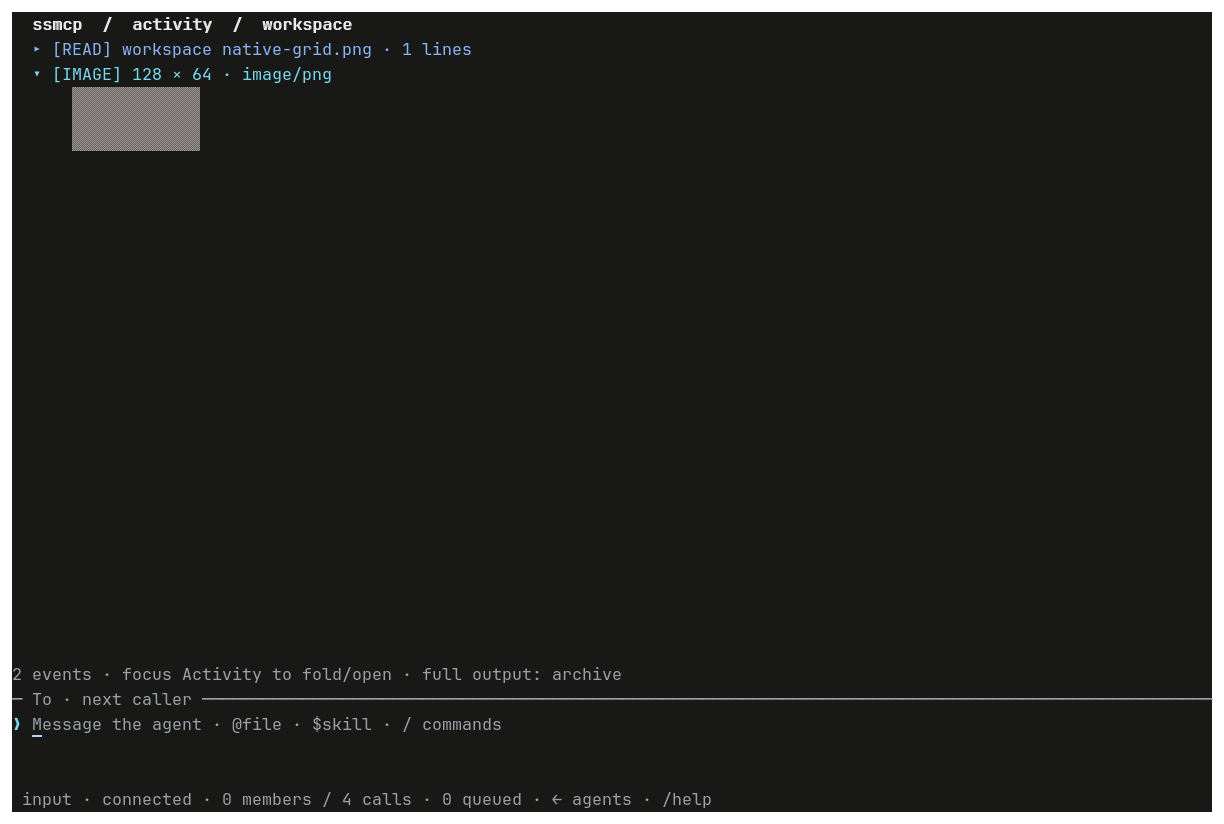 ssmcp / activity / workspace
▸ [READ] workspace native-grid.png · 1 lines
▾ [IMAGE] 128 × 64 · image/png
2 events · focus Activity to fold/open · full output: archive
─ To · next caller ─
❯ Message the agent · @file · $skill · / commands
input · connected · 0 members / 4 calls · 0 queued · ← agents · /help